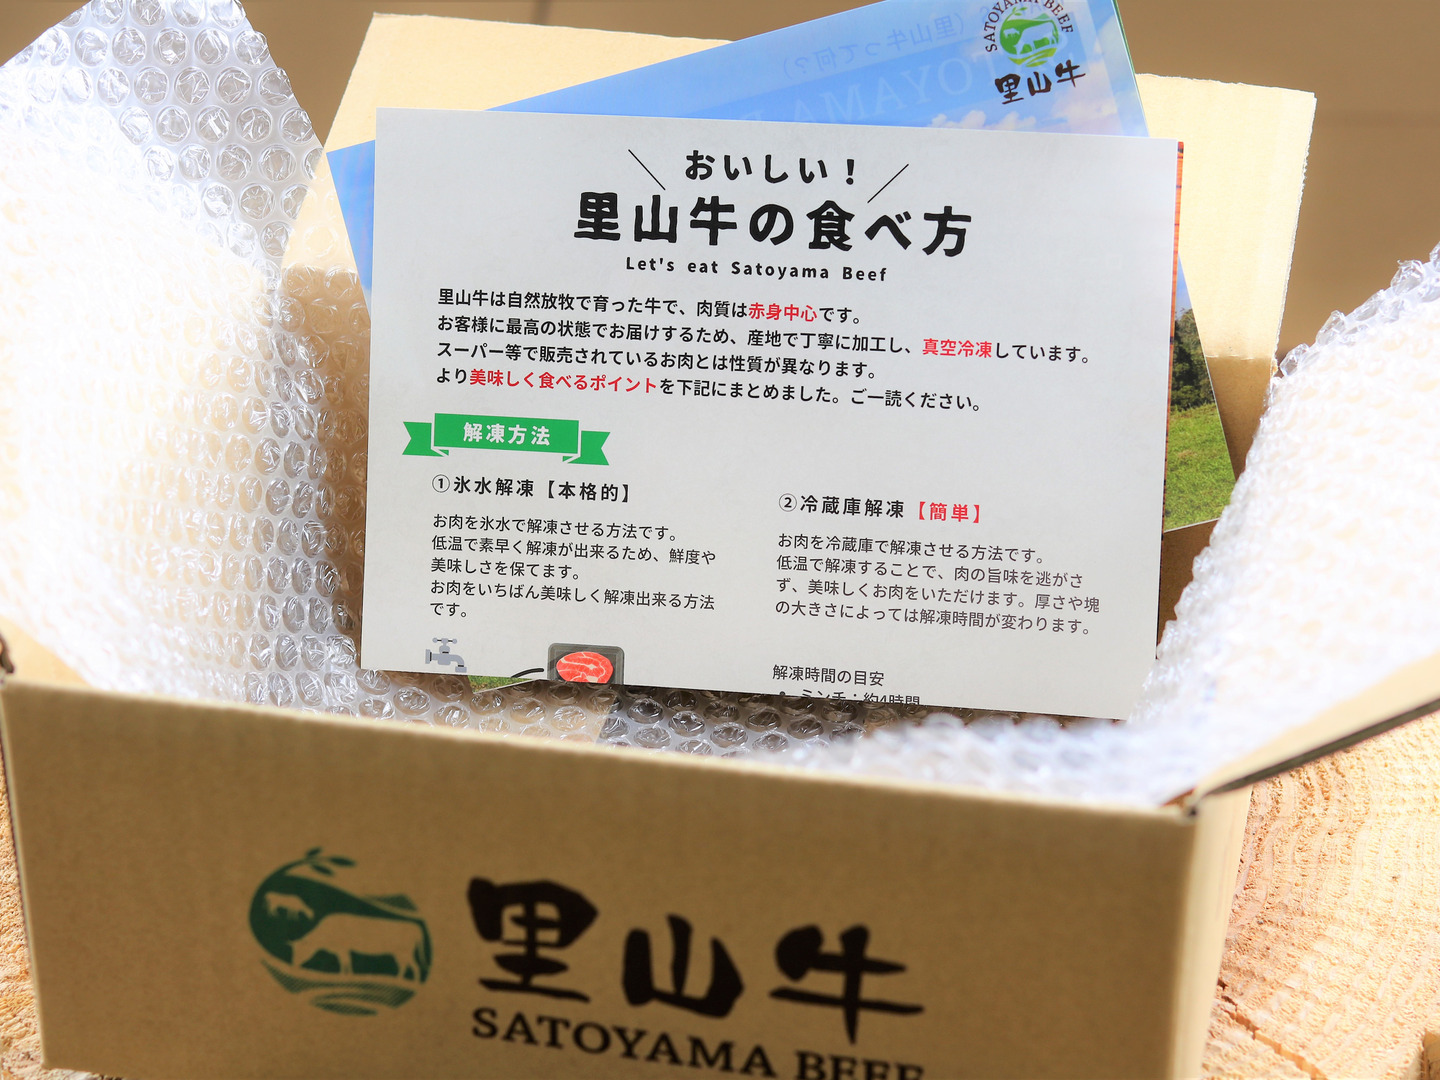 SATOYAMA BEEF
里山牛
(里山牛って何?)
おいしい!
里山牛の食べ方
Let's eat Satoyama Beef
里山牛は自然放牧で育った牛で、肉質は赤身中心です。
お客様に最高の状態でお届けするため、産地で丁寧に加工し、真空冷凍しています。
スーパー等で販売されているお肉とは性質が異なります。
より美味しく食べるポイントを下記にまとめました。ご一読ください。
解凍方法
①氷水解凍【本格的】
お肉を氷水で解凍させる方法です。
低温で素早く解凍が出来るため、鮮度や
美味しさを保てます。
お肉をいちばん美味しく解凍出来る方法
です。
②冷蔵庫解凍【簡単】
お肉を冷蔵庫で解凍させる方法です。
低温で解凍することで、肉の旨味を逃がさ
ず、美味しくお肉をいただけます。厚さや塊
の大きさによっては解凍時間が変わります。
解凍時間の目安
• ミンチ：約4時間
里山牛
SATOYAMA BEEF